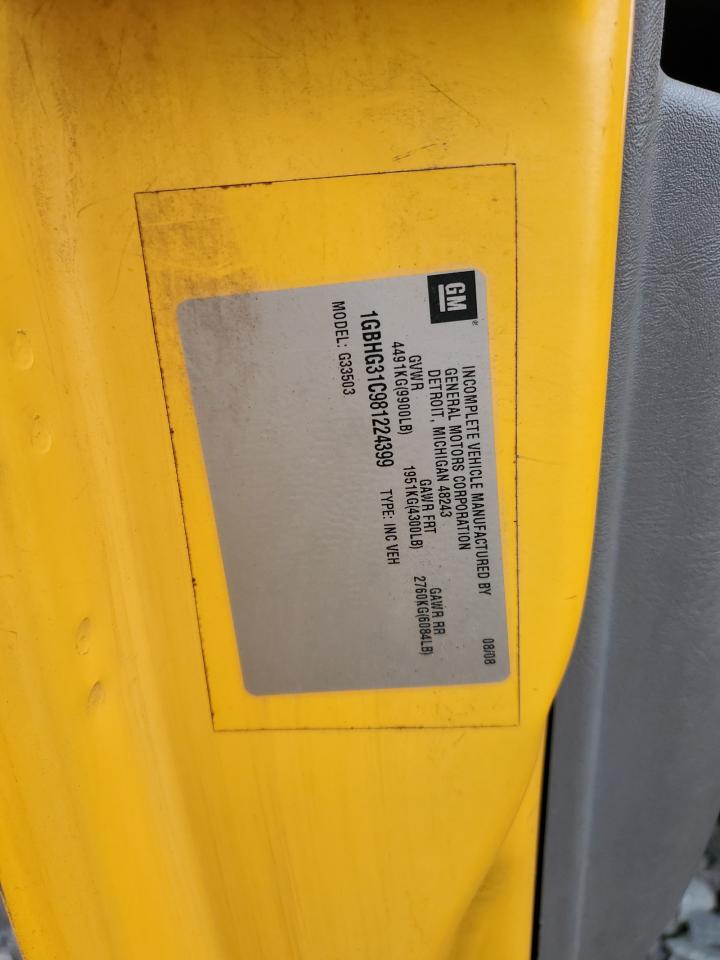 GM®
INCOMPLETE VEHICLE MANUFACTURED BY
GENERAL MOTORS CORPORATION
DETROIT, MICHIGAN 48243
08/08
GVWR GAWR FRT GAWR RR
4491KG(9900LB) 1951KG(4300LB) 2760KG(6084LB)
1GBHG31C981224399 TYPE: INC VEH
MODEL: G33503